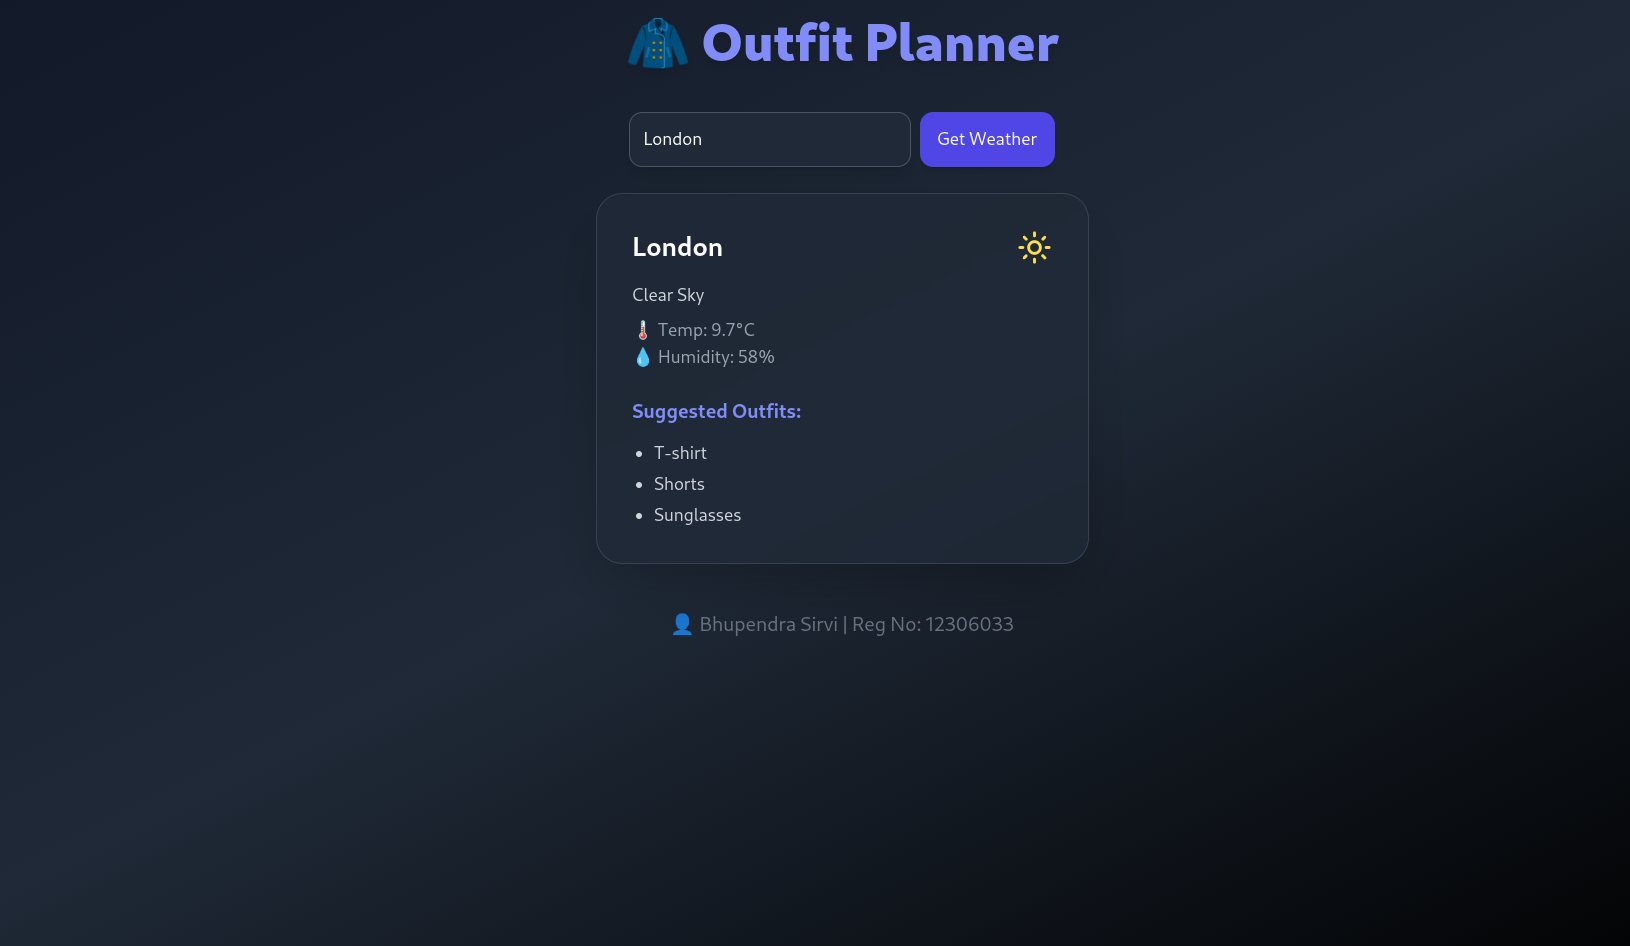 🧥 Outfit Planner
London
Get Weather
London
Clear Sky
🌡️ Temp: 9.7°C
💧 Humidity: 58%
Suggested Outfits:
• T-shirt
• Shorts
• Sunglasses
👤 Bhupendra Sirvi | Reg No: 12306033